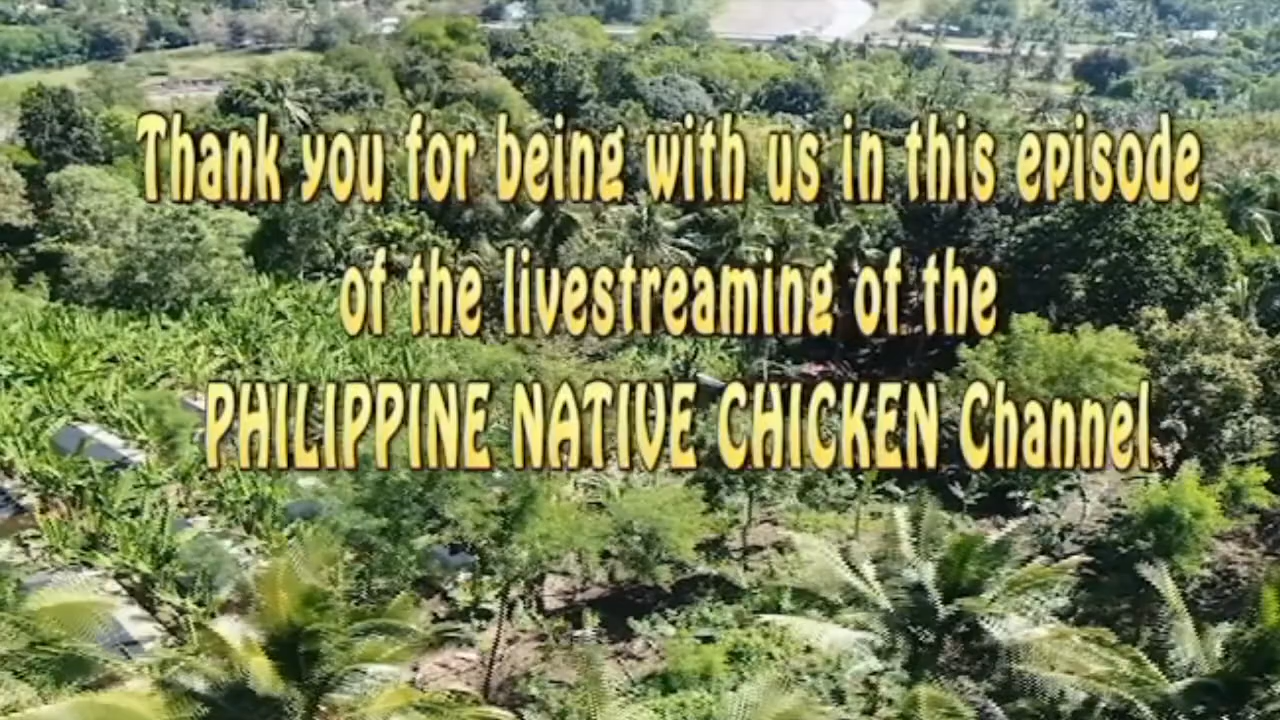 Thank you for being with us in this episode
of the livestreaming of the
PHILIPPINE NATIVE CHICKEN Channel